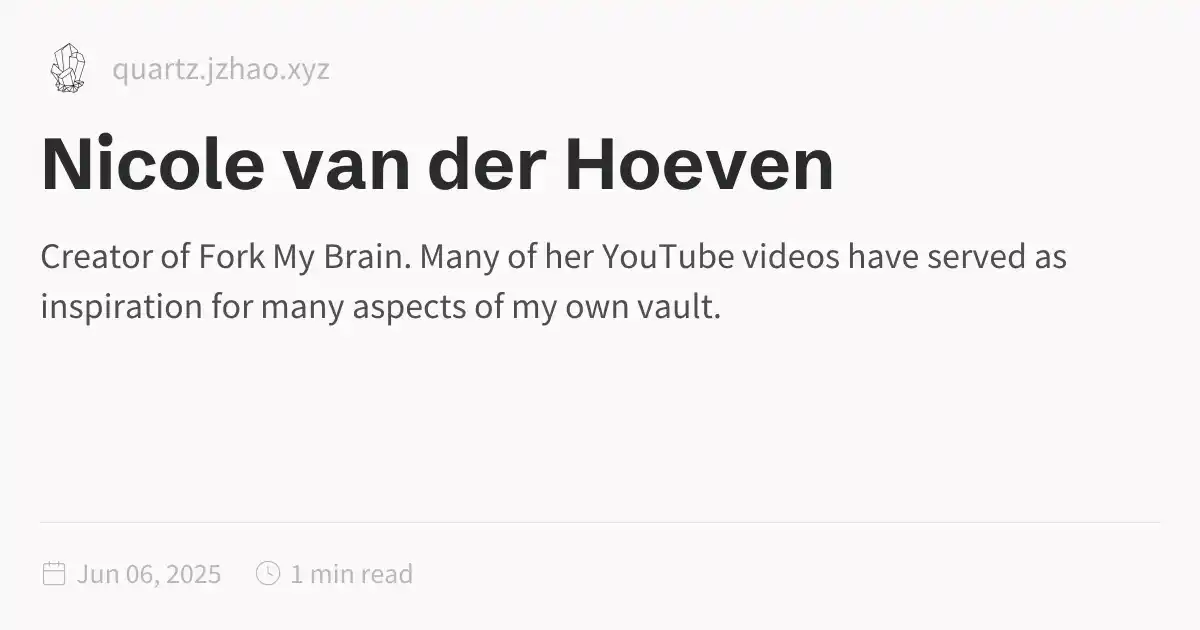 quartz.jzhao.xyz
Nicole van der Hoeven
Creator of Fork My Brain. Many of her YouTube videos have served as
inspiration for many aspects of my own vault.
Jun 06, 2025 1 min read